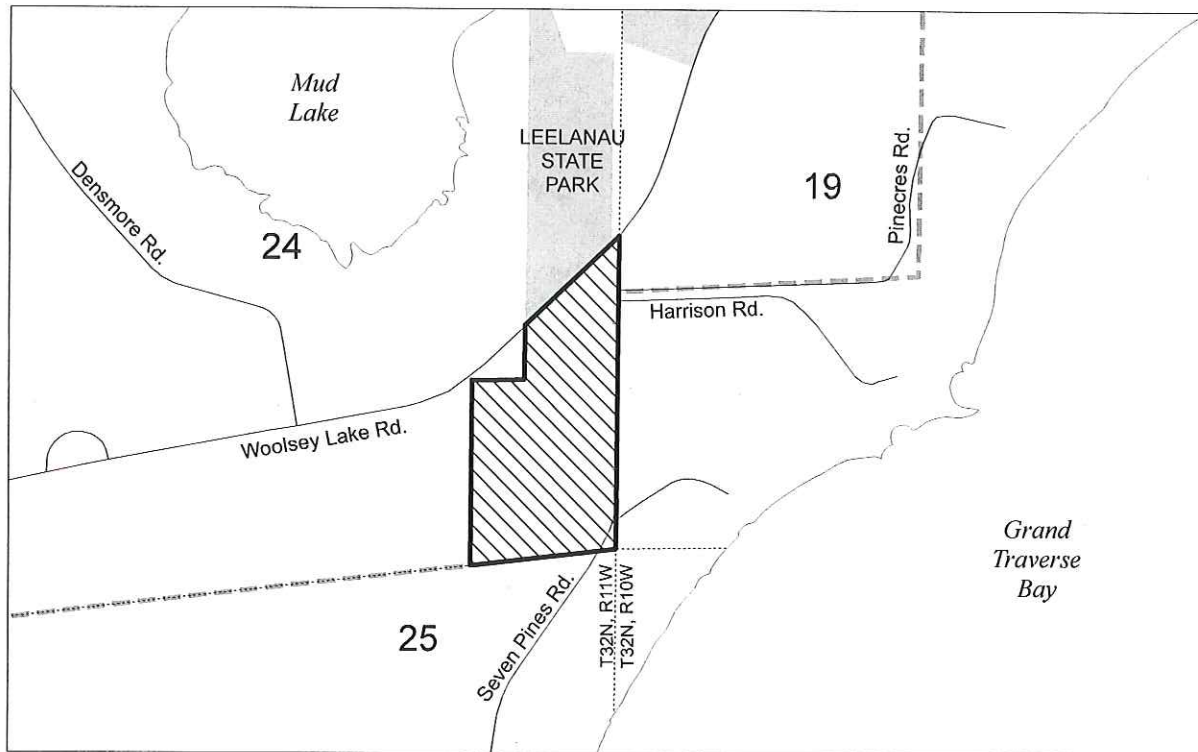 Mud
Lake
LEELANAU
STATE
PARK
Densmore Rd.
24
19
Pinecres Rd.
Harrison Rd.
Woolsey Lake Rd.
Grand
Traverse
Bay
25
Seven Pines Rd.
T32N, R11W
T32N, R10W